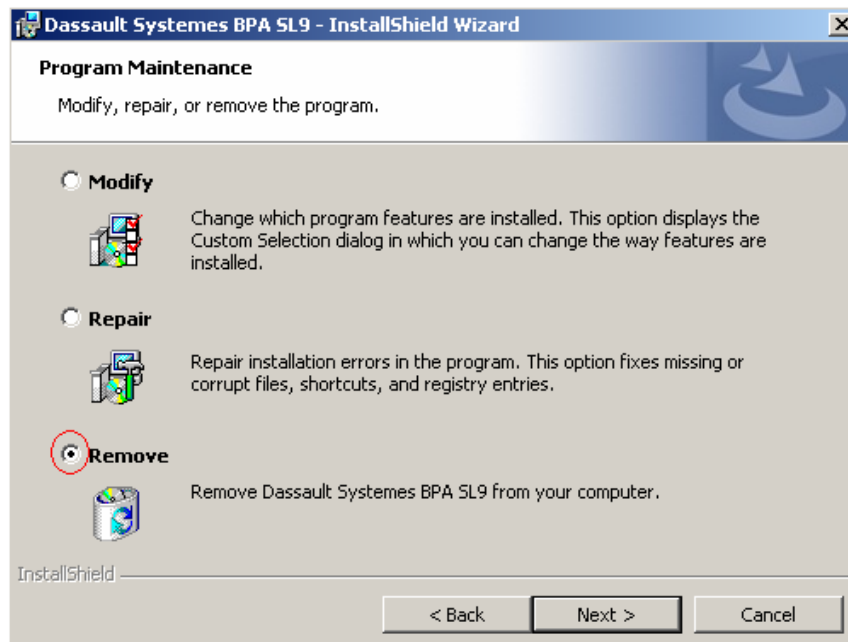 Dassault Systemes BPA SL9 - InstallShield Wizard
Program Maintenance
Modify, repair, or remove the program.
Modify
Change which program features are installed. This option displays the
Custom Selection dialog in which you can change the way features are
installed.
Repair
Repair installation errors in the program. This option fixes missing or
corrupt files, shortcuts, and registry entries.
Remove
Remove Dassault Systemes BPA SL9 from your computer.
InstallShield
< Back Next > Cancel